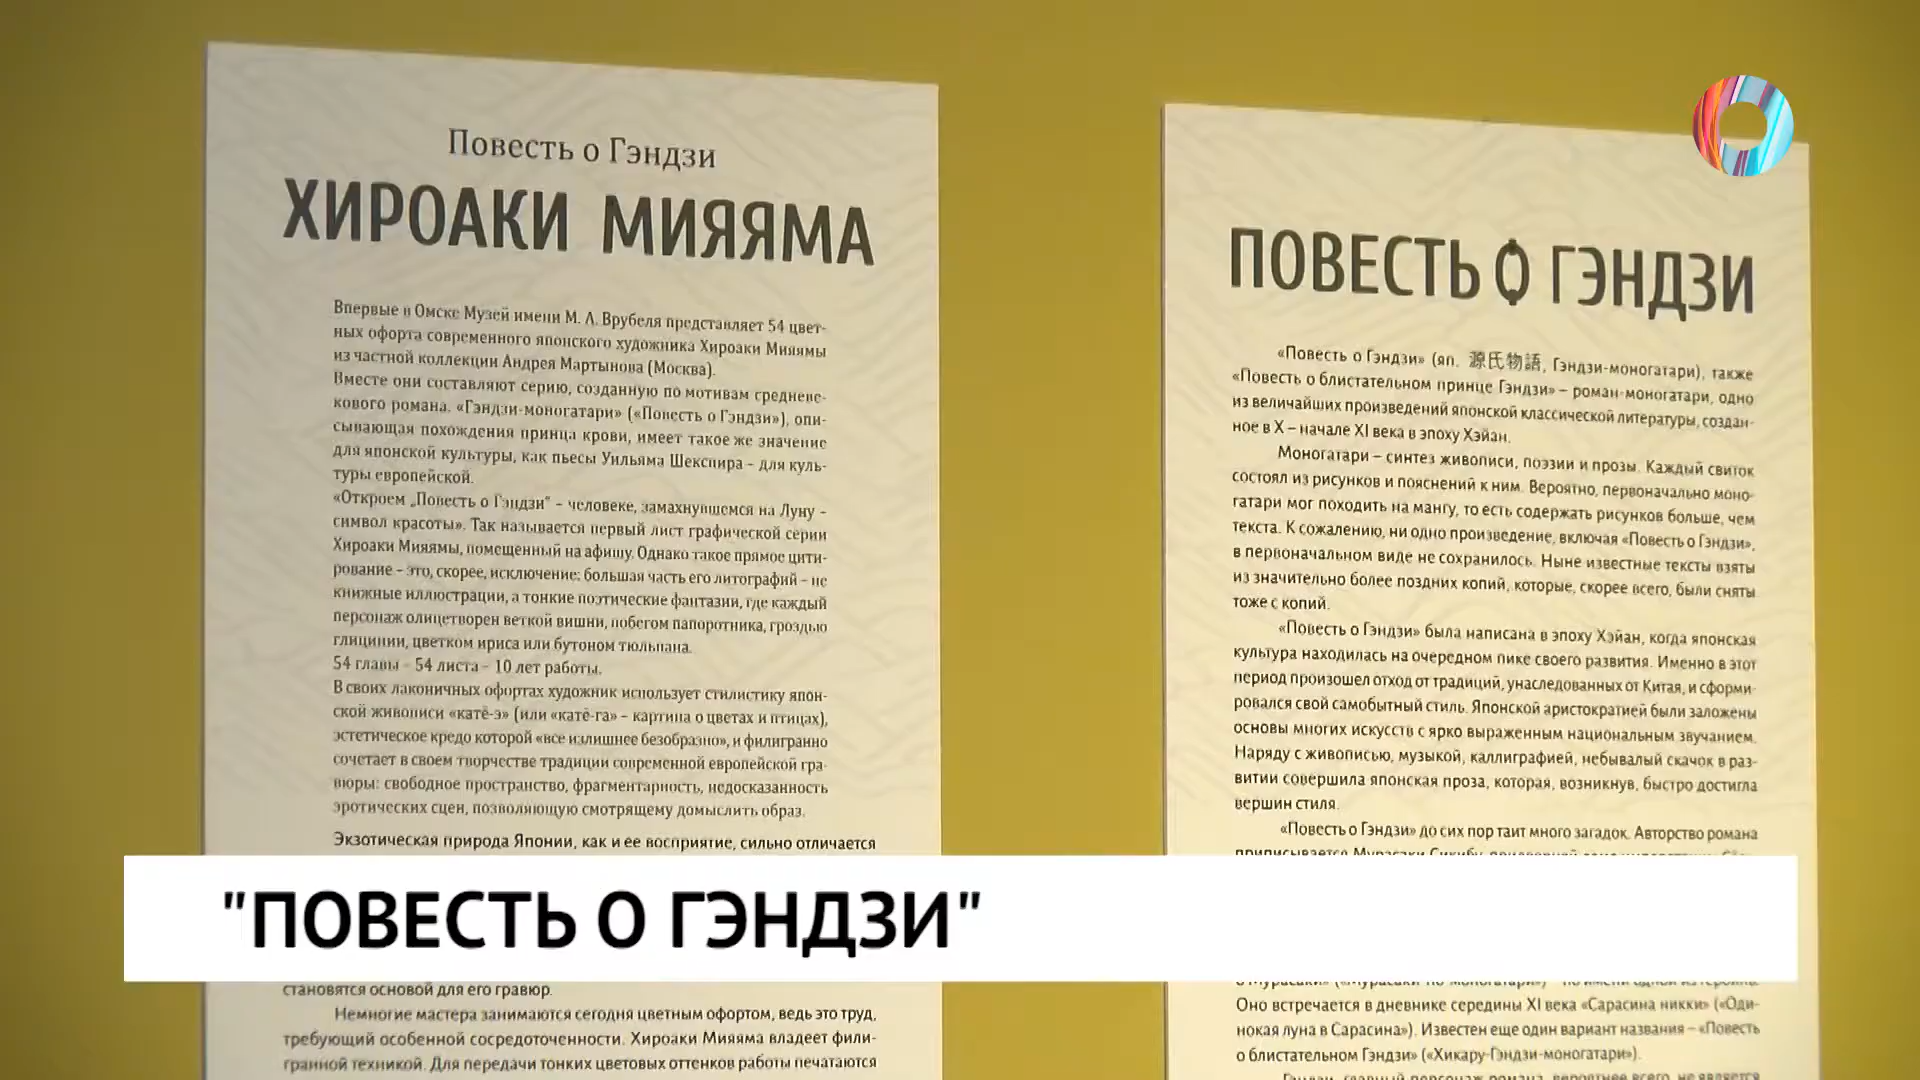 Повесть о Гэндзи
ХИРОАКИ МИЯЯМА
Впервые в Омске Музей имени М. А. Врубеля представляет 54 цвет-
ных офорта современного японского художника Хироаки Мияямы
из частной коллекции Андрея Мартынова (Москва).
Вместе они составляют серию, созданную по мотивам средневе-
кового романа. «Гэндзи-моногатари» («Повесть о Гэндзи»), опи-
сывающая похождения принца крови, имеет такое же значение
для японской культуры, как пьесы Уильяма Шекспира – для куль-
туры европейской.
«Откроем „Повесть о Гэндзи“ – человеке, замахнувшемся на Луну –
символ красоты». Так называется первый лист графической серии
Хироаки Мияямы, помещенный на афишу. Однако такое прямое цити-
рование – это, скорее, исключение: большая часть его литографий – не
книжные иллюстрации, а тонкие поэтические фантазии, где каждый
персонаж олицетворен веткой вишни, побегом папоротника, гроздью
глицинии, цветком ириса или бутоном тюльпана.
54 главы – 54 листа – 10 лет работы.
В своих лаконичных офортах художник использует стилистику япон-
ской живописи «катё-э» (или «катё-га» – картина о цветах и птицах),
эстетическое кредо которой «все излишнее безобразно», и филигранно
сочетает в своем творчестве традиции современной европейской гра-
вюры: свободное пространство, фрагментарность, недосказанность
эротических сцен, позволяющую смотрящему домыслить образ.
Экзотическая природа Японии, как и ее восприятие, сильно отличается
становятся основой для его гравюр.
Немногие мастера занимаются сегодня цветным офортом, ведь это труд,
требующий особенной сосредоточенности. Хироаки Мияяма владеет фили-
гранной техникой. Для передачи тонких цветовых оттенков работы печатаются
ПОВЕСТЬ О ГЭНДЗИ
«Повесть о Гэндзи» (яп. 源氏物語, Гэндзи-моногатари), также
«Повесть о блистательном принце Гэндзи» – роман-моногатари, одно
из величайших произведений японской классической литературы, создан-
ное в X – начале XI века в эпоху Хэйан.
Моногатари – синтез живописи, поэзии и прозы. Каждый свиток
состоял из рисунков и пояснений к ним. Вероятно, первоначально моно-
гатари мог походить на мангу, то есть содержать рисунков больше, чем
текста. К сожалению, ни одно произведение, включая «Повесть о Гэндзи»,
в первоначальном виде не сохранилось. Ныне известные тексты взяты
из значительно более поздних копий, которые, скорее всего, были сняты
тоже с копий.
«Повесть о Гэндзи» была написана в эпоху Хэйан, когда японская
культура находилась на очередном пике своего развития. Именно в этот
период произошел отход от традиций, унаследованных от Китая, и сформи-
ровался свой самобытный стиль. Японской аристократией были заложены
основы многих искусств с ярко выраженным национальным звучанием.
Наряду с живописью, музыкой, каллиграфией, небывалый скачок в раз-
витии совершила японская проза, которая, возникнув, быстро достигла
вершин стиля.
«Повесть о Гэндзи» до сих пор таит много загадок. Авторство романа
приписывается Мурасаки Сикибу,
Оно встречается в дневнике середины XI века «Сарасина никки» («Оди-
нокая луна в Сарасина»). Известен еще один вариант названия – «Повесть
о блистательном Гэндзи» («Хикару-Гэндзи-моногатари»).
Гэндзи, главный персонаж романа, вероятнее всего, не является
"ПОВЕСТЬ О ГЭНДЗИ"